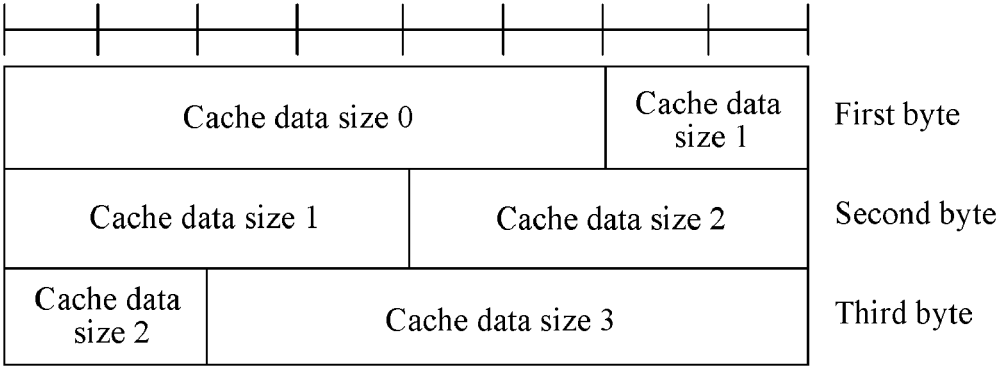 Cache data size 0
Cache data
size 1
First byte
Cache data size 1
Cache data size 2
Second byte
Cache data
size 2
Cache data size 3
Third byte